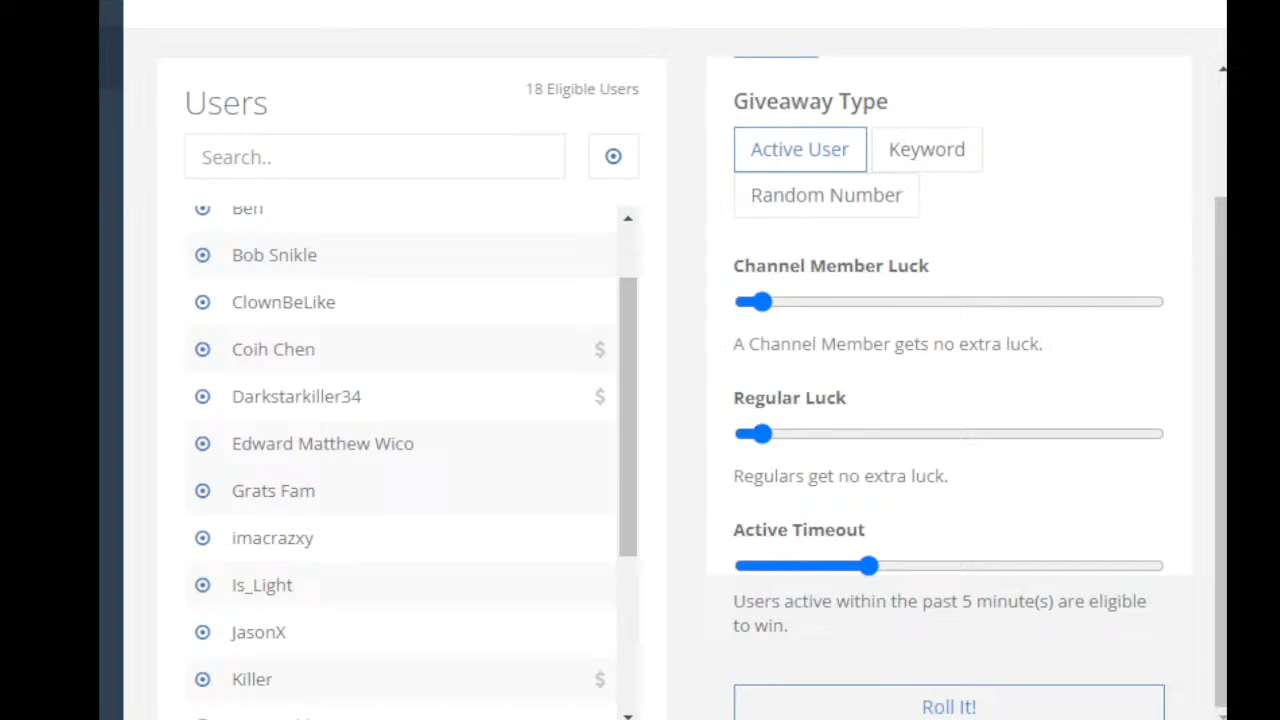 Users
18 Eligible Users
Search..
Ben
Bob Snikle
ClownBeLike
Coih Chen
$
Darkstarkiller34
$
Edward Matthew Wico
Grats Fam
imacrazxy
Is_Light
JasonX
Killer
$
Giveaway Type
Active User
Keyword
Random Number
Channel Member Luck
A Channel Member gets no extra luck.
Regular Luck
Regulars get no extra luck.
Active Timeout
Users active within the past 5 minute(s) are eligible
to win.
Roll It!